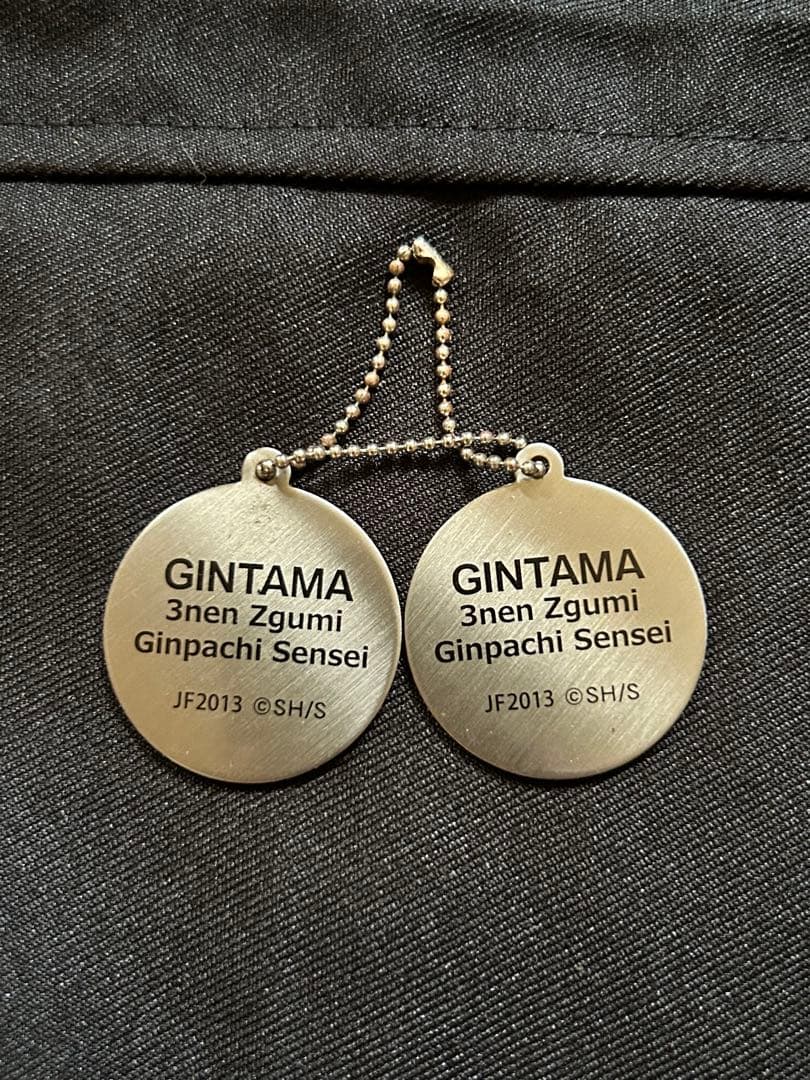 GINTAMA
3nen Zgumi
Ginpachi Sensei
JF2013 ©SH/S
GINTAMA
3nen Zgumi
Ginpachi Sensei
JF2013 ©SH/S